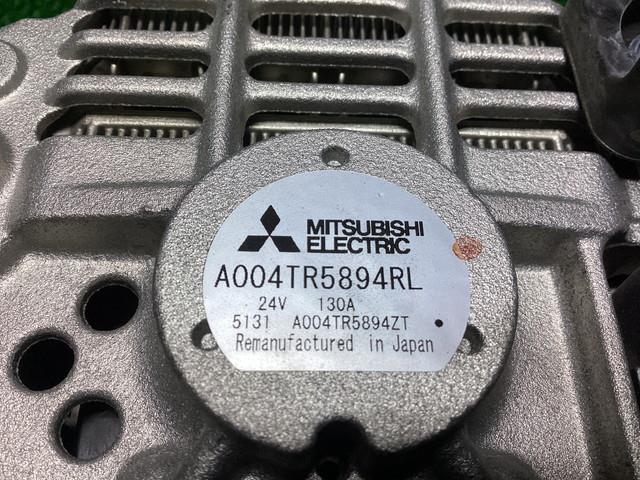 MITSUBISHI
ELECTRIC
A004TR5894RL
24V 130A
5131 A004TR5894ZT
Remanufactured in Japan